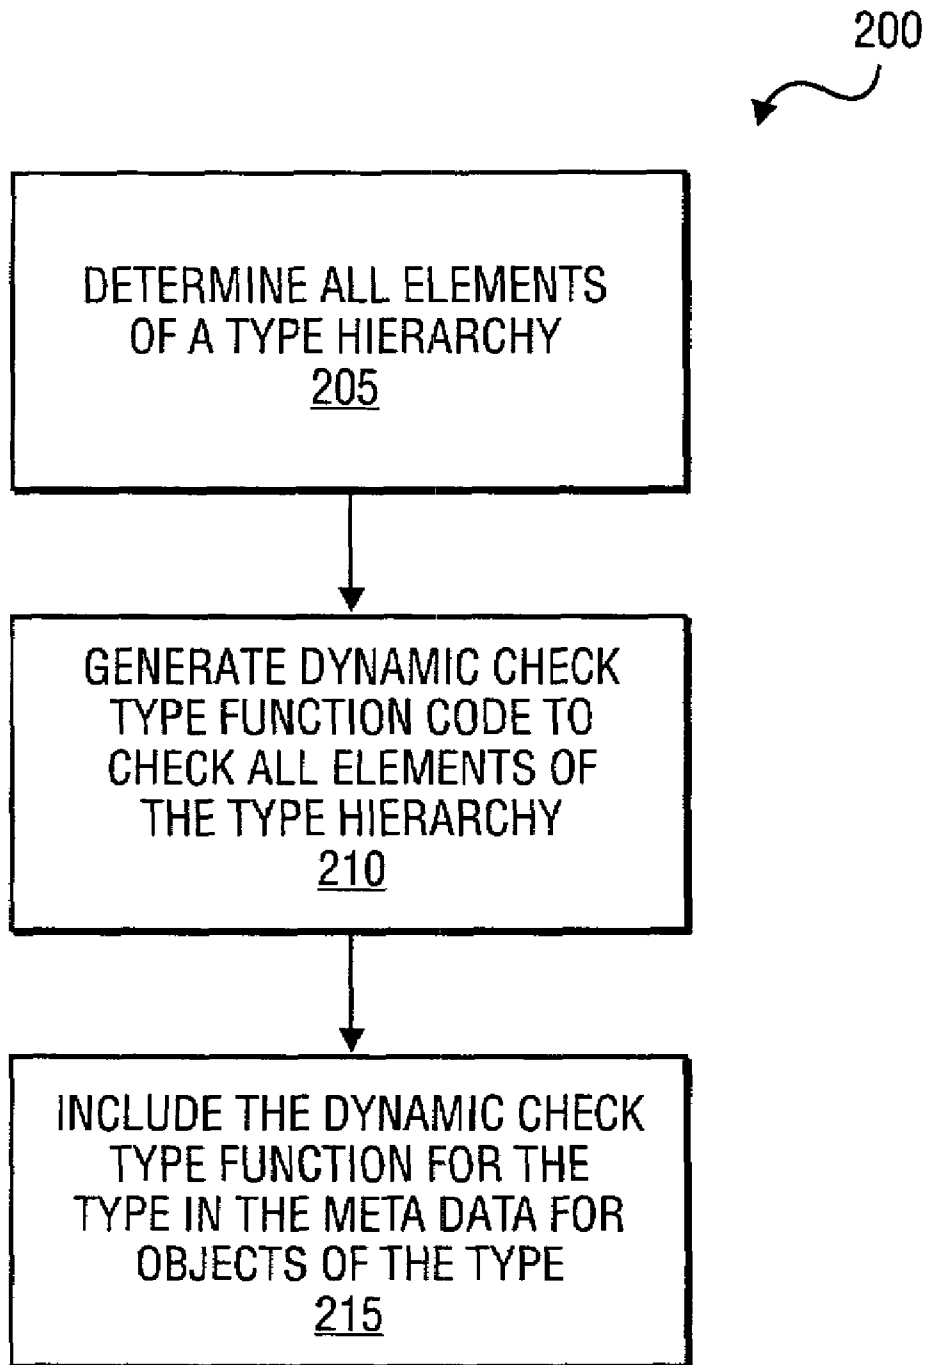 200
DETERMINE ALL ELEMENTS
OF A TYPE HIERARCHY
205
GENERATE DYNAMIC CHECK
TYPE FUNCTION CODE TO
CHECK ALL ELEMENTS OF
THE TYPE HIERARCHY
210
INCLUDE THE DYNAMIC CHECK
TYPE FUNCTION FOR THE
TYPE IN THE META DATA FOR
OBJECTS OF THE TYPE
215